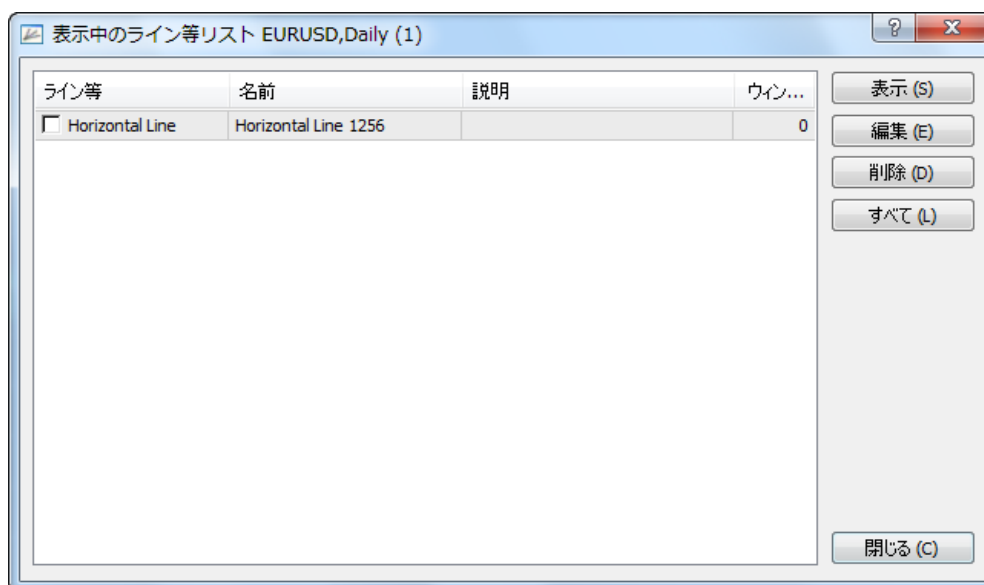 表示中のライン等リスト EURUSD,Daily (1)
ライン等 名前 説明 ウィン...
Horizontal Line Horizontal Line 1256 0
表示 (S)
編集 (E)
削除 (D)
すべて (L)
閉じる (C)